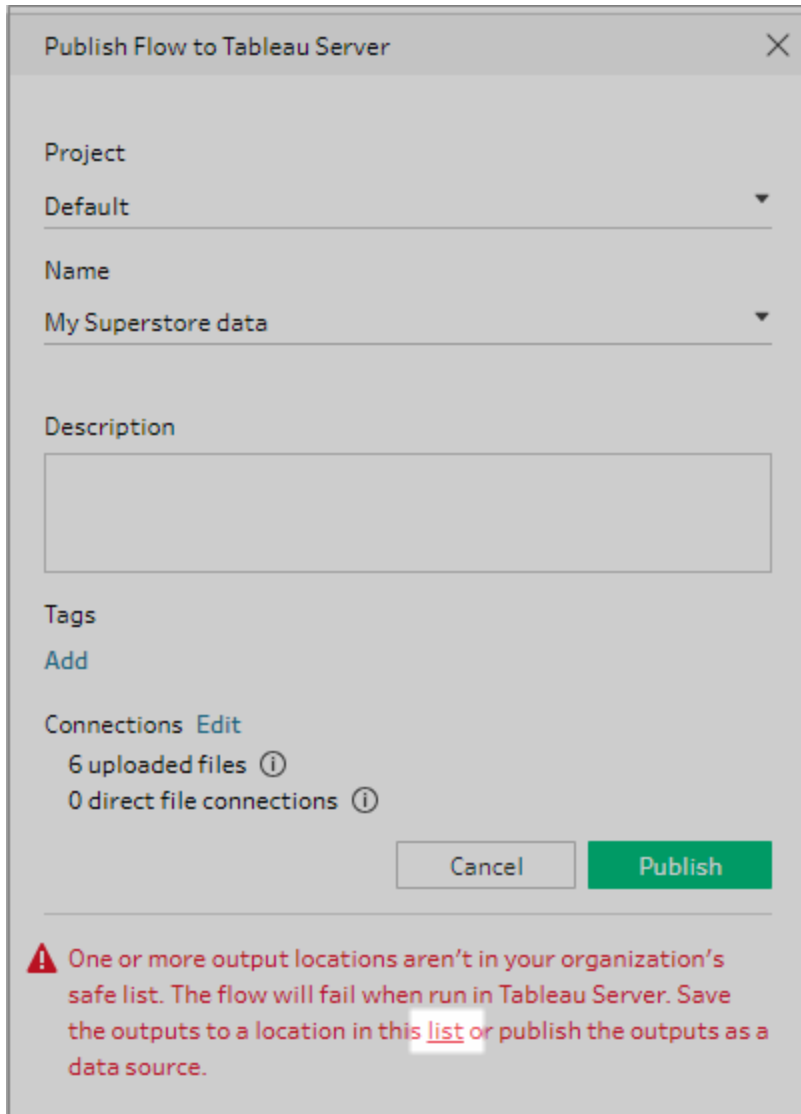 Publish Flow to Tableau Server
Project
Default
Name
My Superstore data
Description
Tags
Add
Connections Edit
6 uploaded files
0 direct file connections
Cancel
Publish
One or more output locations aren't in your organization's
safe list. The flow will fail when run in Tableau Server. Save
the outputs to a location in this list or publish the outputs as a
data source.